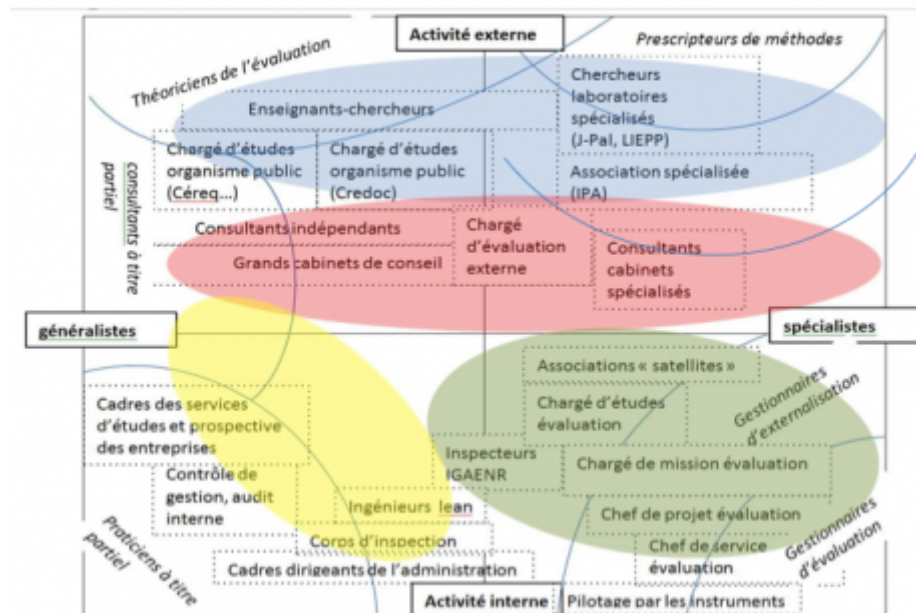 Activité externe
Prescripteurs de méthodes
Théoriciens de l'évaluation
Chercheurs
laboratoires
spécialisés
(J-Pal, LIEPP)
Enseignants-chercheurs
Chargé d'études
organisme public
(Céreq...)
Chargé d'études
organisme public
(Credoc)
Association spécialisée
(IPA)
consultants à titre
partiel
Consultants indépendants
Grands cabinets de conseil
Chargé
d'évaluation
externe
Consultants
cabinets
spécialisés
généralistes
spécialistes
Associations « satellites »
Chargé d'études
évaluation
Gestionnaires
d'externalisation
Cadres des services
d'études et prospective
des entreprises
Inspecteurs
IGAENR
Chargé de mission évaluation
Contrôle de
gestion, audit
interne
Ingénieurs lean
Chef de projet évaluation
Corps d'inspection
Chef de service
évaluation
Gestionnaires
d'évaluation
Praticiens à titre
partiel
Cadres dirigeants de l'administration
Activité interne
Pilotage par les instruments